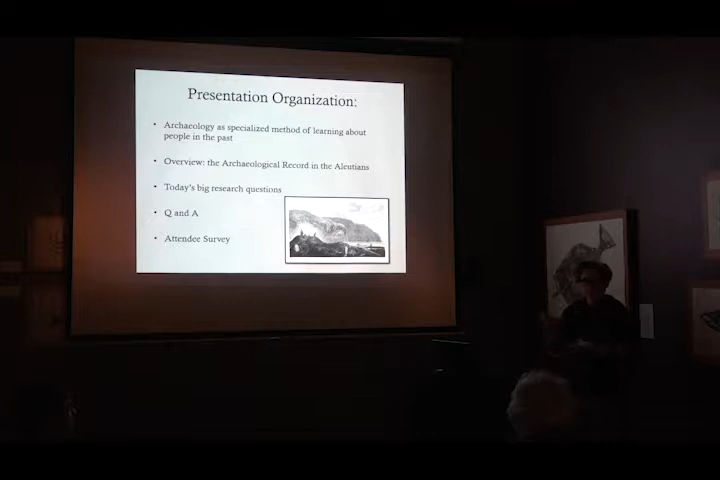 Presentation Organization:
• Archaeology as specialized method of learning about
people in the past
• Overview: the Archaeological Record in the Aleutians
• Today's big research questions
• Q and A
• Attendee Survey